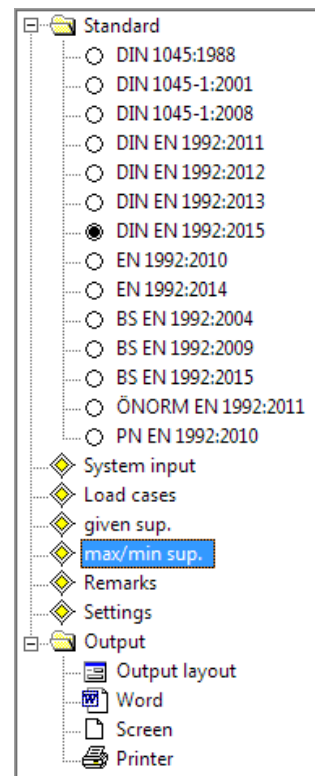 Standard
DIN 1045:1988
DIN 1045-1:2001
DIN 1045-1:2008
DIN EN 1992:2011
DIN EN 1992:2012
DIN EN 1992:2013
DIN EN 1992:2015
EN 1992:2010
EN 1992:2014
BS EN 1992:2004
BS EN 1992:2009
BS EN 1992:2015
ÖNORM EN 1992:2011
PN EN 1992:2010
System input
Load cases
given sup.
max/min sup.
Remarks
Settings
Output
Output layout
Word
Screen
Printer